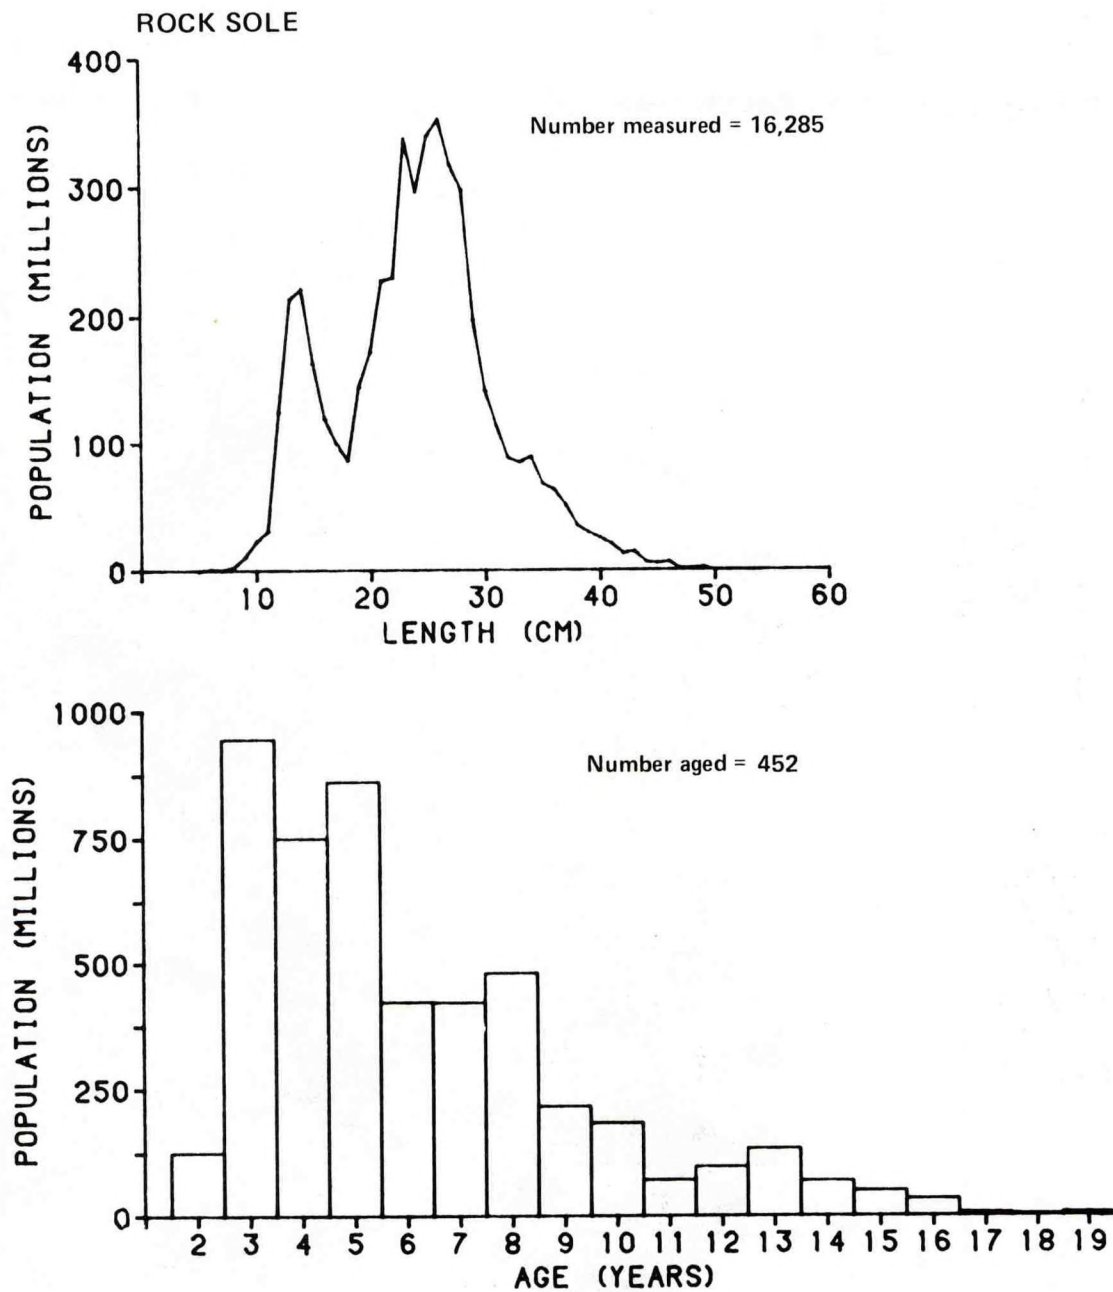 ROCK SOLE
400
300
200
100
0
POPULATION (MILLIONS)
Number measured = 16,285
10 20 30 40 50 60
LENGTH (CM)
1000
750
500
250
0
POPULATION (MILLIONS)
Number aged = 452
2 3 4 5 6 7 8 9 10 11 12 13 14 15 16 17 18 19
AGE (YEARS)